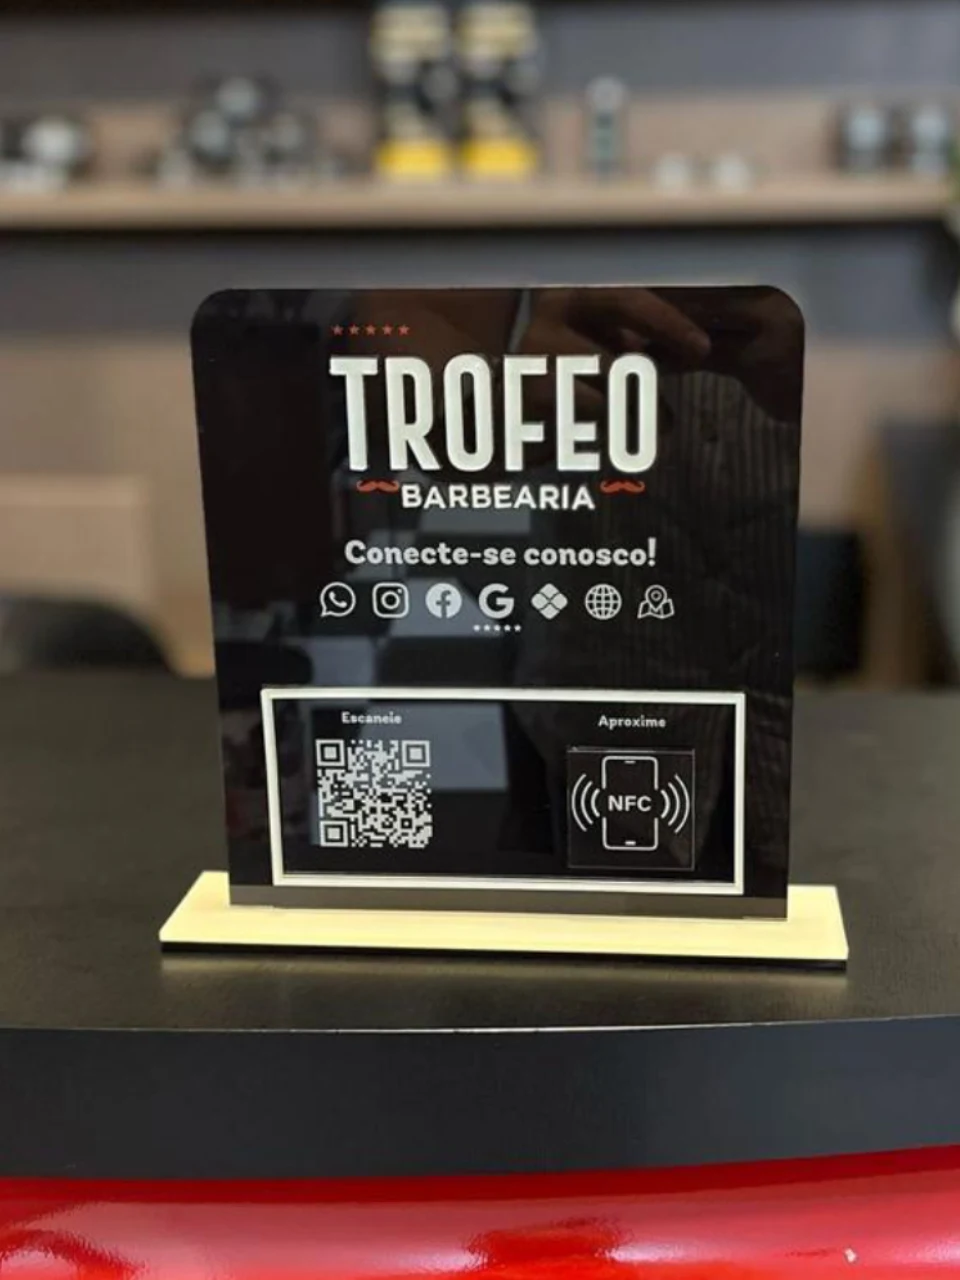 TROFEO
BARBEARIA
Conecte-se conosco!
Escaneie
Aproxime
NFC